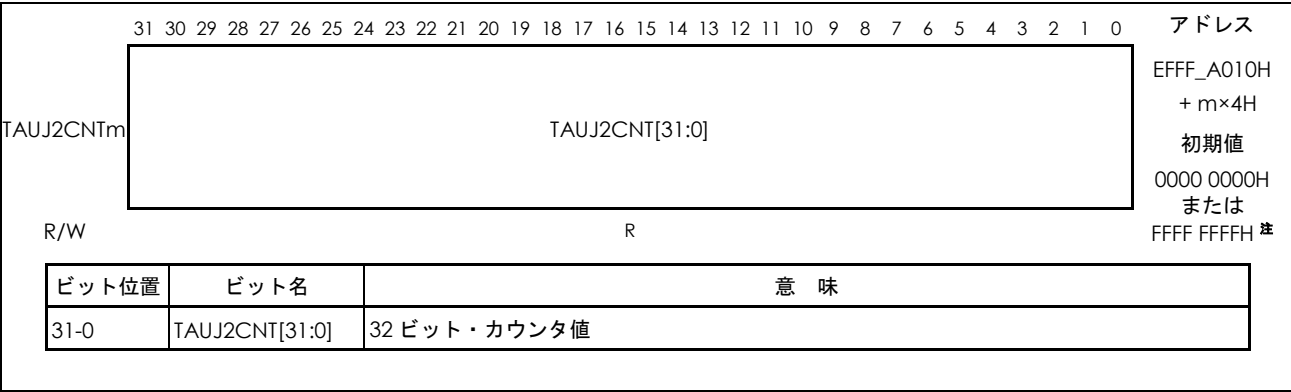 31 30 29 28 27 26 25 24 23 22 21 20 19 18 17 16 15 14 13 12 11 10 9 8 7 6 5 4 3 2 1 0 アドレス
EFFF_A010H
+ m×4H
TAUJ2CNTm TAUJ2CNT[31:0]
初期値
0000 0000H
または
R/W R FFFF FFFFH 注
ビット位置 ビット名 意 味
31-0 TAUJ2CNT[31:0] 32 ビット・カウンタ値